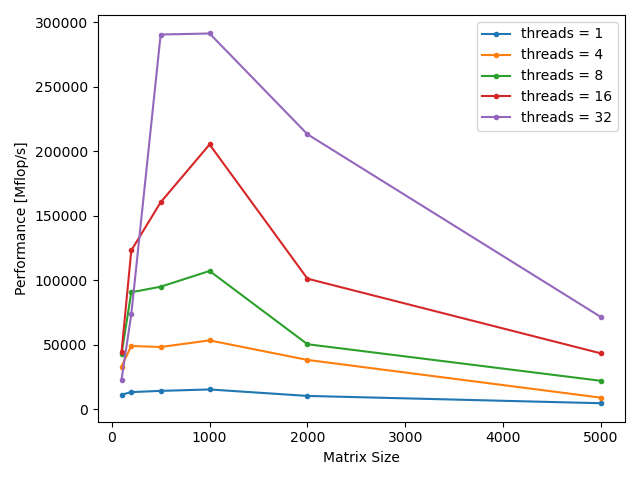 300000
250000
200000
150000
100000
50000
0
Performance [Mflop/s]
0 1000 2000 3000 4000 5000
Matrix Size
threads = 1
threads = 4
threads = 8
threads = 16
threads = 32